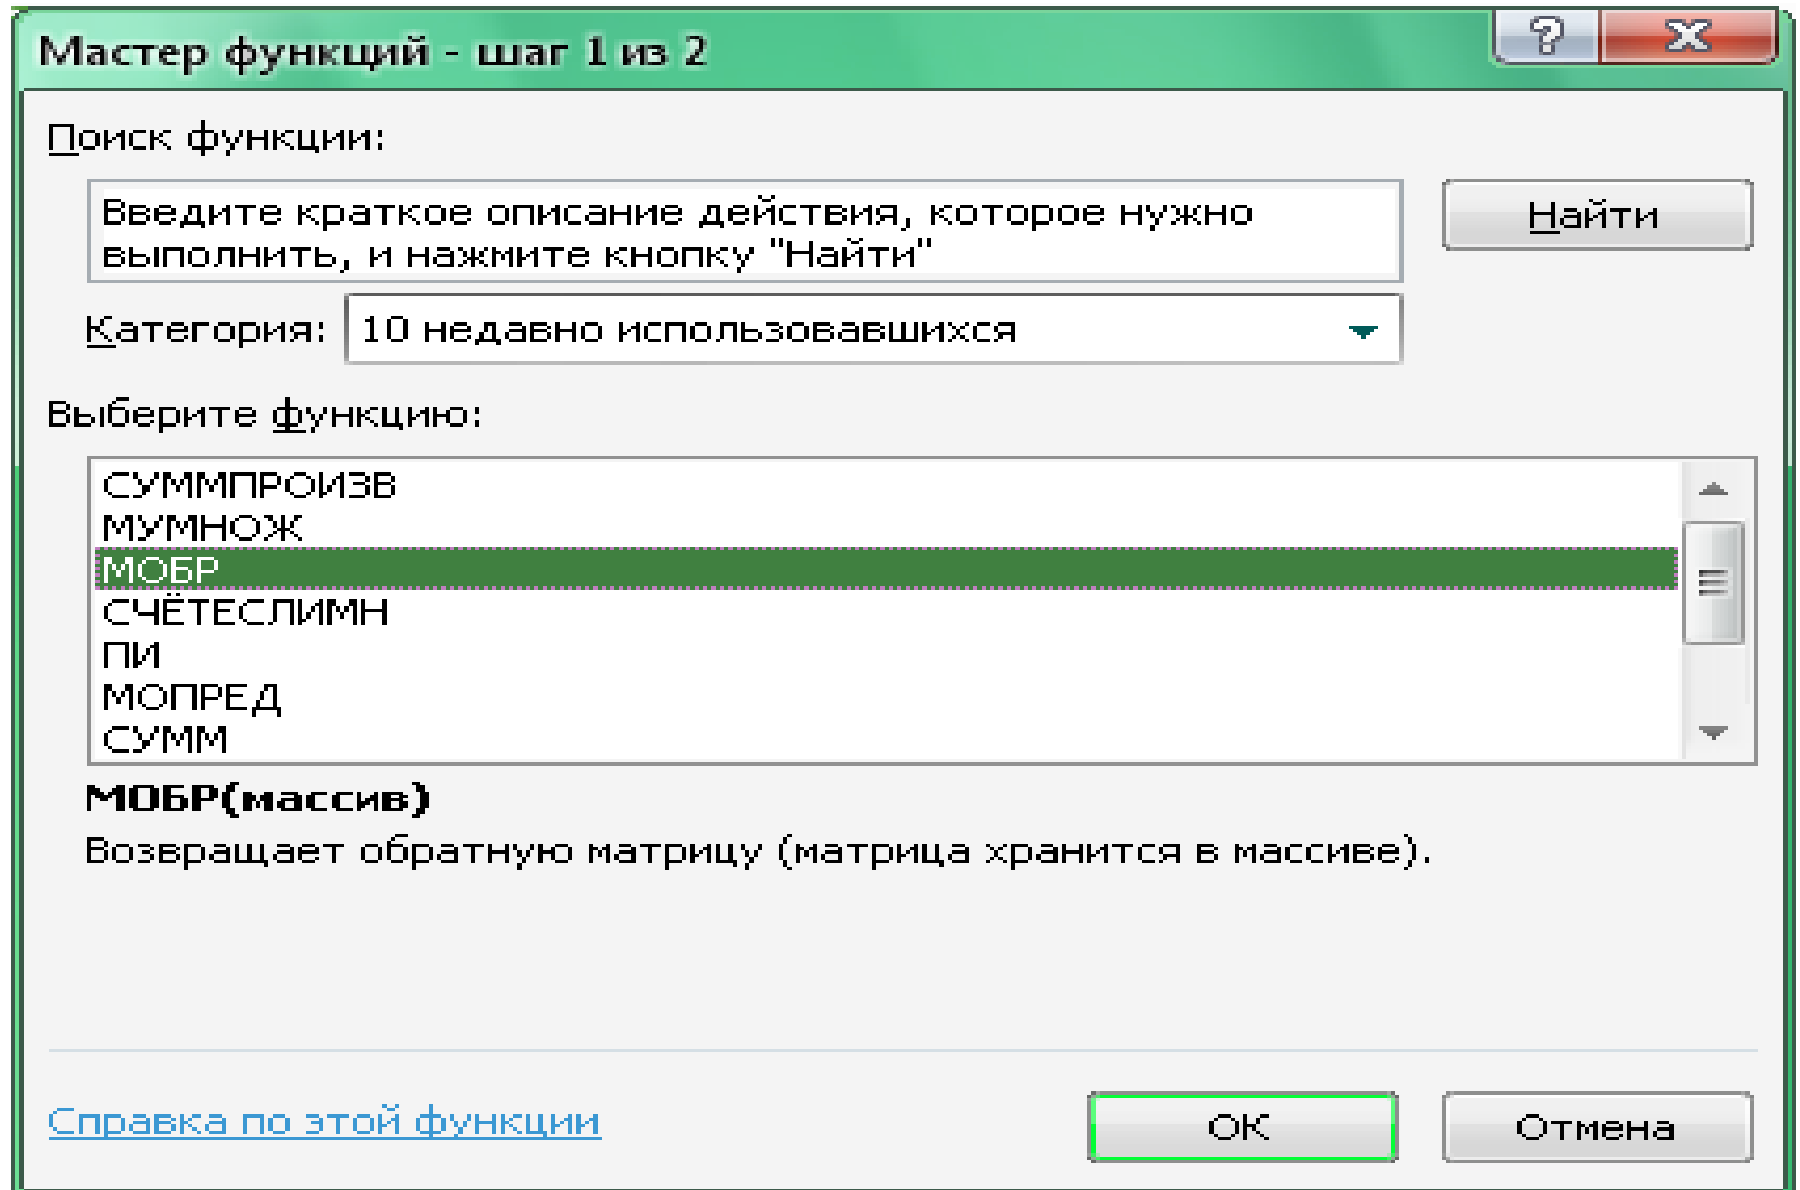 Мастер функций - шаг 1 из 2
Поиск функции:
Введите краткое описание действия, которое нужно
выполнить, и нажмите кнопку "Найти"
Найти
Категория: 10 недавно использовавшихся
Выберите функцию:
СУММПРОИЗВ
МУМНОЖ
МОБР
СЧЁТЕСЛИМН
ПИ
МОПРЕД
СУММ
МОБР(массив)
Возвращает обратную матрицу (матрица хранится в массиве).
Справка по этой функции
ОК
Отмена